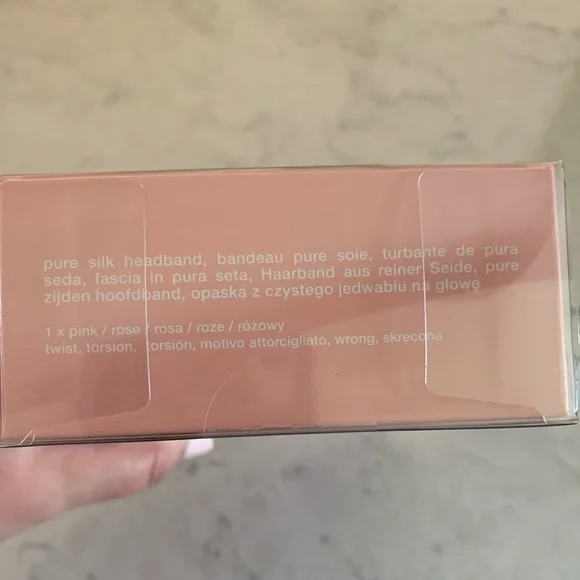 pure silk headband, bandeau pure soie, turbante de pura
seda, fascia in pura seta, Haarband aus reiner Seide, pure
zijden hoofdband, opaska z czystego jedwabiu na głowę
1 x pink / rose / rosa / roze / różowy
twist, torsion, torsión, motivo attorcigliato, wrong, skręcona